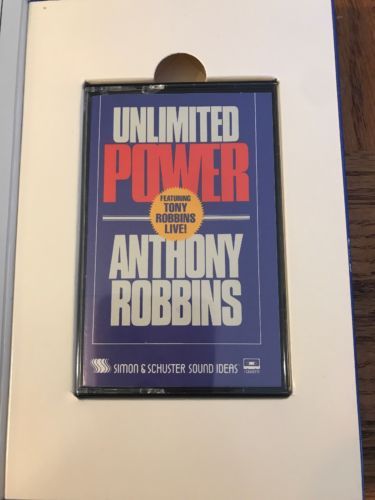 UNLIMITED
POWER
FEATURING
TONY
ROBBINS
LIVE!
ANTHONY
ROBBINS
SIMON & SCHUSTER SOUND IDEAS